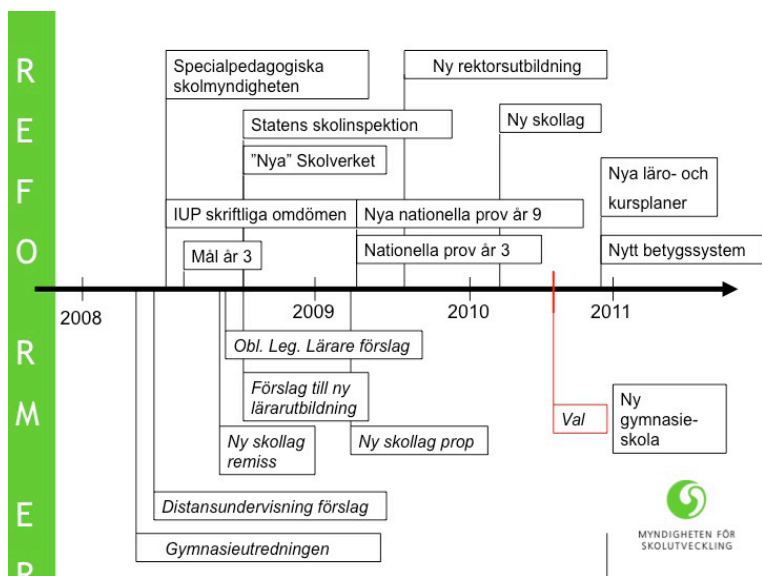 R
E
F
O
R
M
E
R
Specialpedagogiska
skolmyndigheten
Ny rektorsutbildning
Statens skolinspektion
Ny skollag
”Nya” Skolverket
Nya läro- och
kursplaner
IUP skriftliga omdömen
Nya nationella prov år 9
Mål år 3
Nationella prov år 3
Nytt betygssystem
2008
2009
2010
2011
Obl. Leg. Lärare förslag
Förslag till ny
lärarutbildning
Ny skollag
remiss
Ny skollag prop
Val
Ny
gymnasie-
skola
Distansundervisning förslag
Gymnasieutredningen
MYNDIGHETEN FÖR
SKOLUTVECKLING